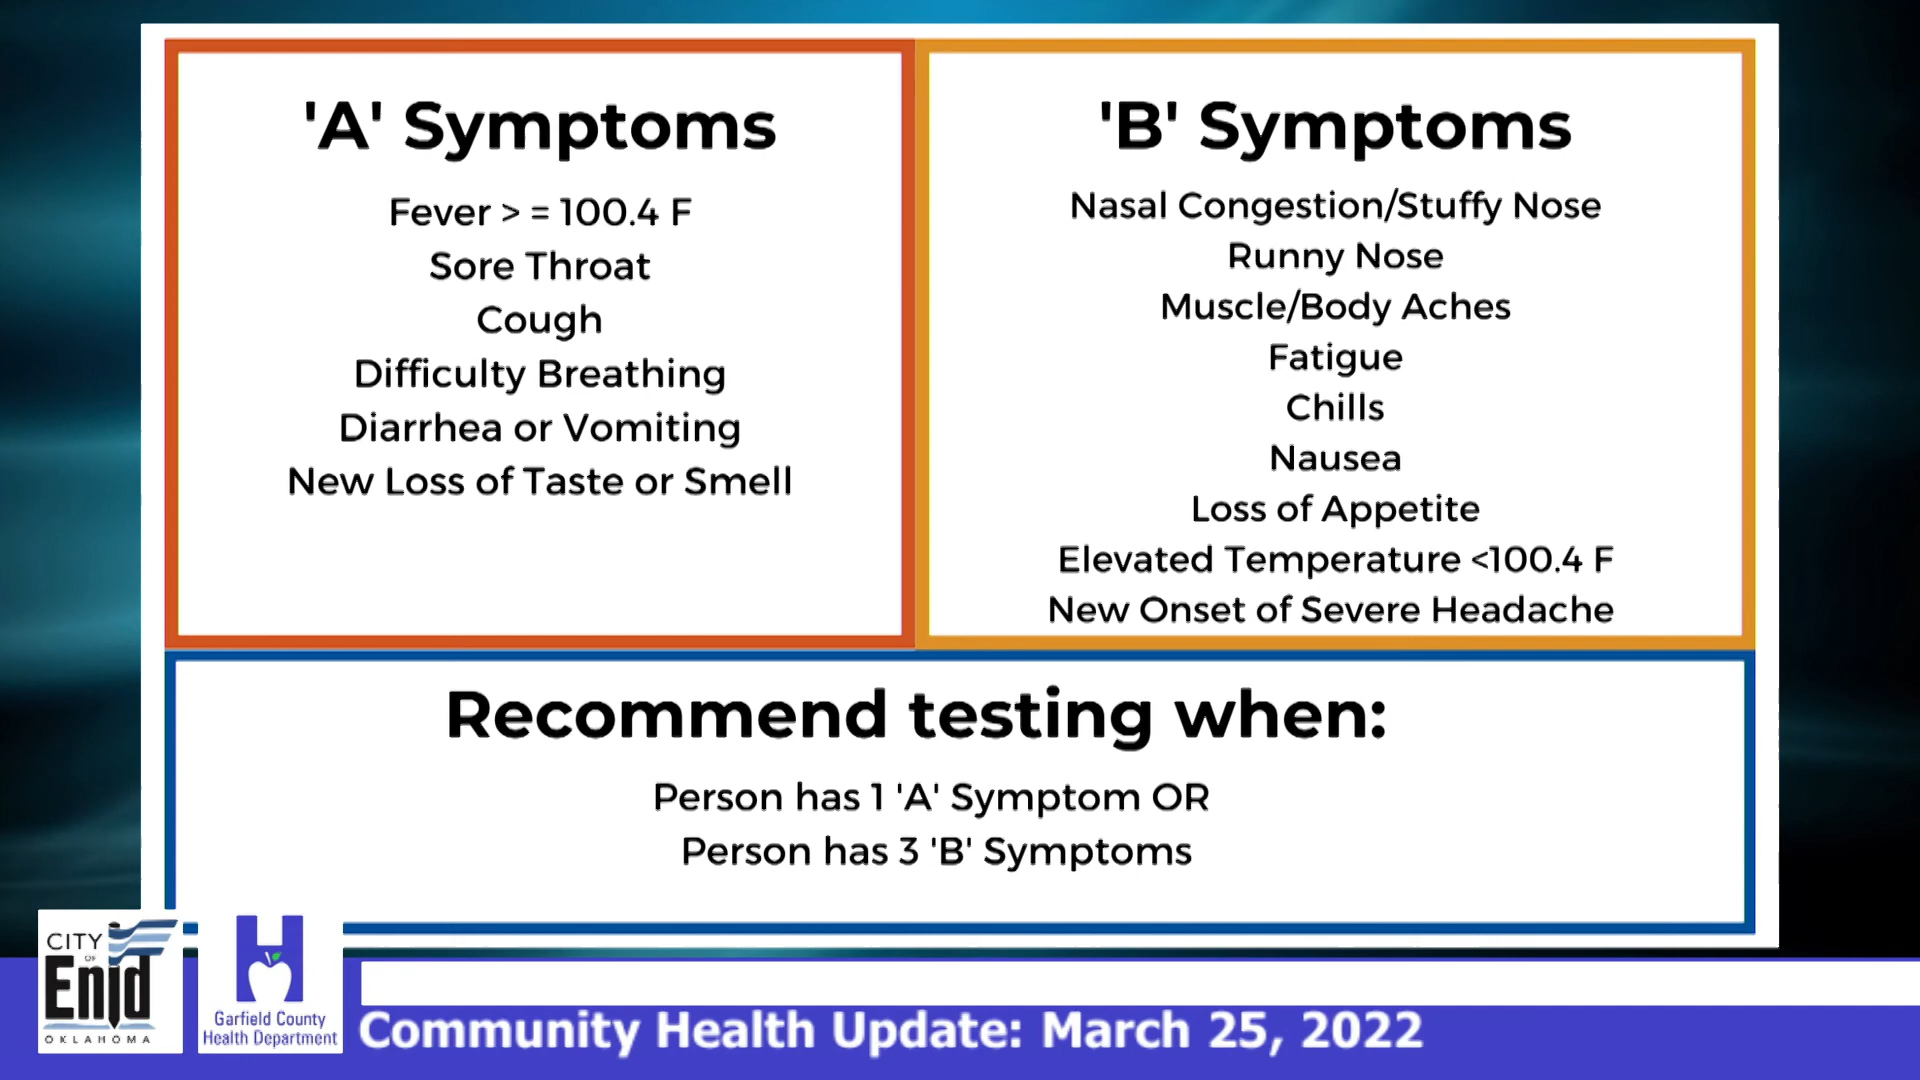 'A' Symptoms
Fever > = 100.4 F
Sore Throat
Cough
Difficulty Breathing
Diarrhea or Vomiting
New Loss of Taste or Smell
'B' Symptoms
Nasal Congestion/Stuffy Nose
Runny Nose
Muscle/Body Aches
Fatigue
Chills
Nausea
Loss of Appetite
Elevated Temperature <100.4 F
New Onset of Severe Headache
Recommend testing when:
Person has 1 'A' Symptom OR
Person has 3 'B' Symptoms
CITY
OF
Enid
OKLAHOMA
Garfield County
Health Department
Community Health Update: March 25, 2022